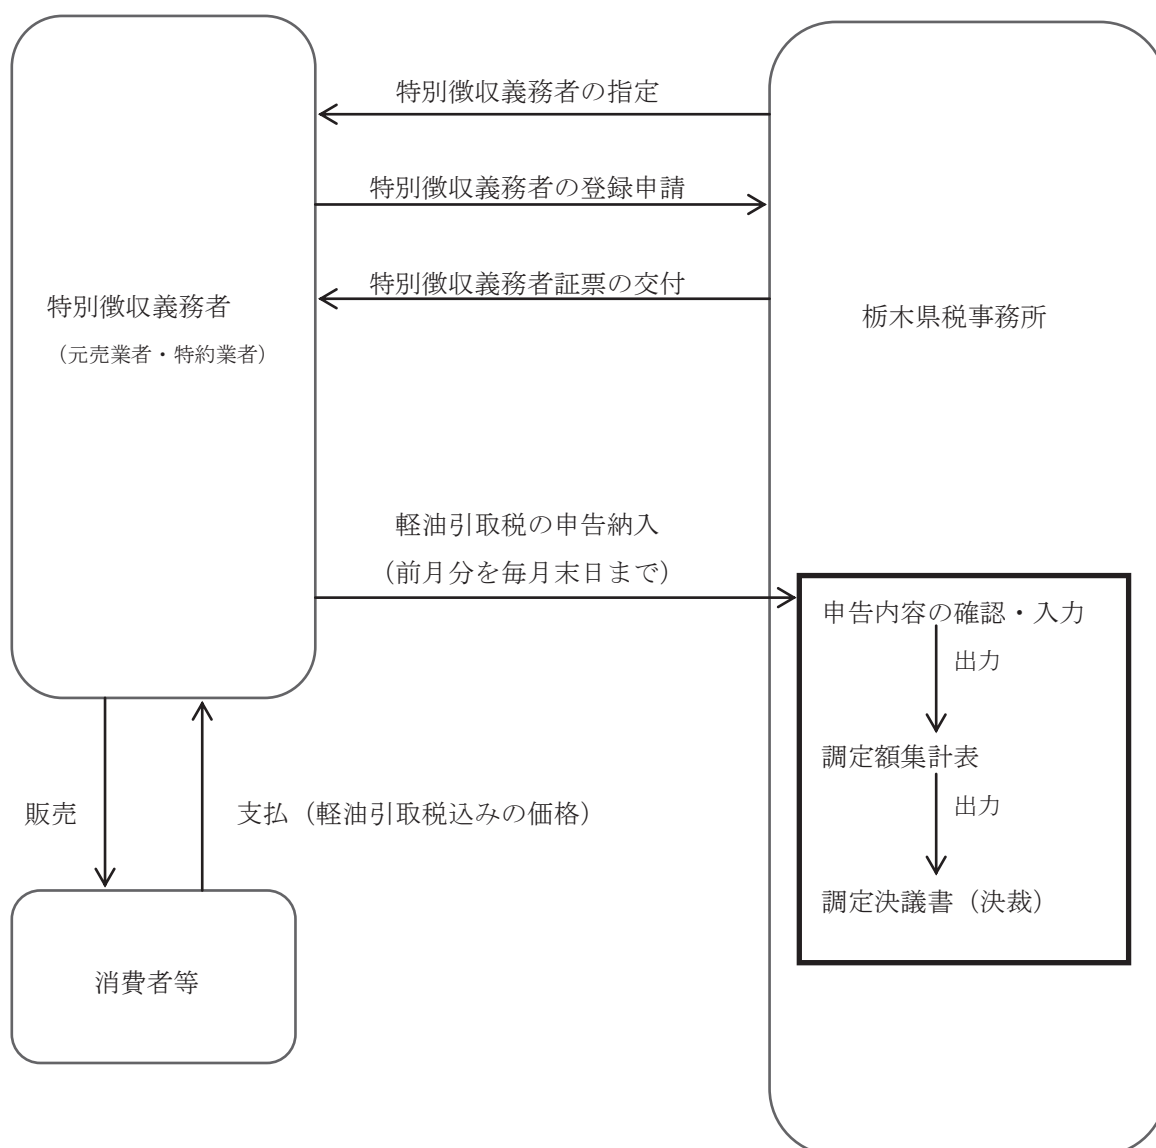 特別徴収義務者の指定
特別徴収義務者の登録申請
特別徴収義務者証票の交付
特別徴収義務者
（元売業者・特約業者）
栃木県税事務所
軽油引取税の申告納入
（前月分を毎月末日まで）
申告内容の確認・入力
出力
調定額集計表
出力
調定決議書（決裁）
販売
支払（軽油引取税込みの価格）
消費者等